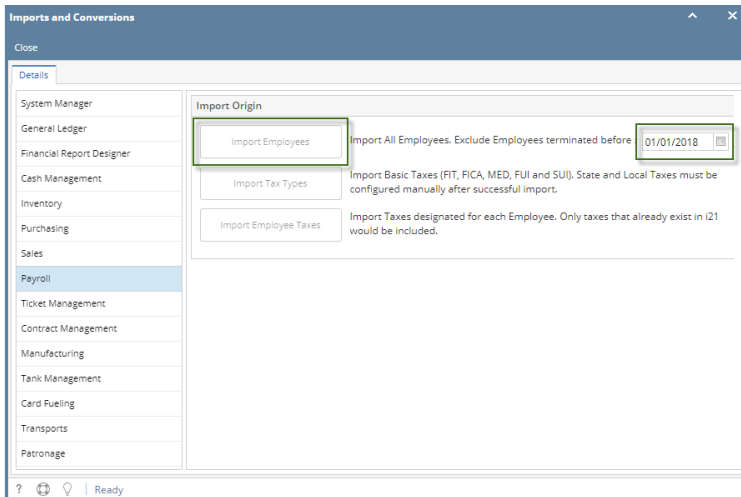 Imports and Conversions
Close
Details
System Manager
General Ledger
Financial Report Designer
Cash Management
Inventory
Purchasing
Sales
Payroll
Ticket Management
Contract Management
Manufacturing
Tank Management
Card Fueling
Transports
Patronage
Import Origin
Import Employees
Import All Employees. Exclude Employees terminated before
01/01/2018
Import Tax Types
Import Basic Taxes (FIT, FICA, MED, FUI and SUI). State and Local Taxes must be
configured manually after successful import.
Import Employee Taxes
Import Taxes designated for each Employee. Only taxes that already exist in i21
would be included.
? | Ready